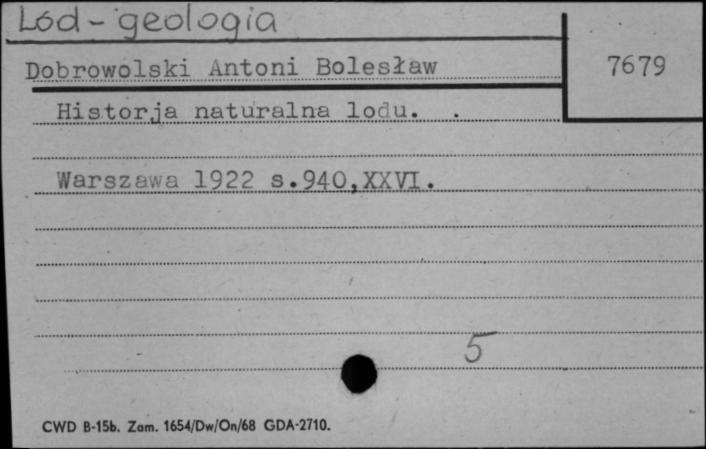 Lód - geologia
Dobrowolski Antoni Bolesław
7679
Historja naturalna lodu. .
Warszawa 1922 s.940,XXVI.
5
CWD B-15b. Zam. 1654/Dw/On/68 GDA-2710.